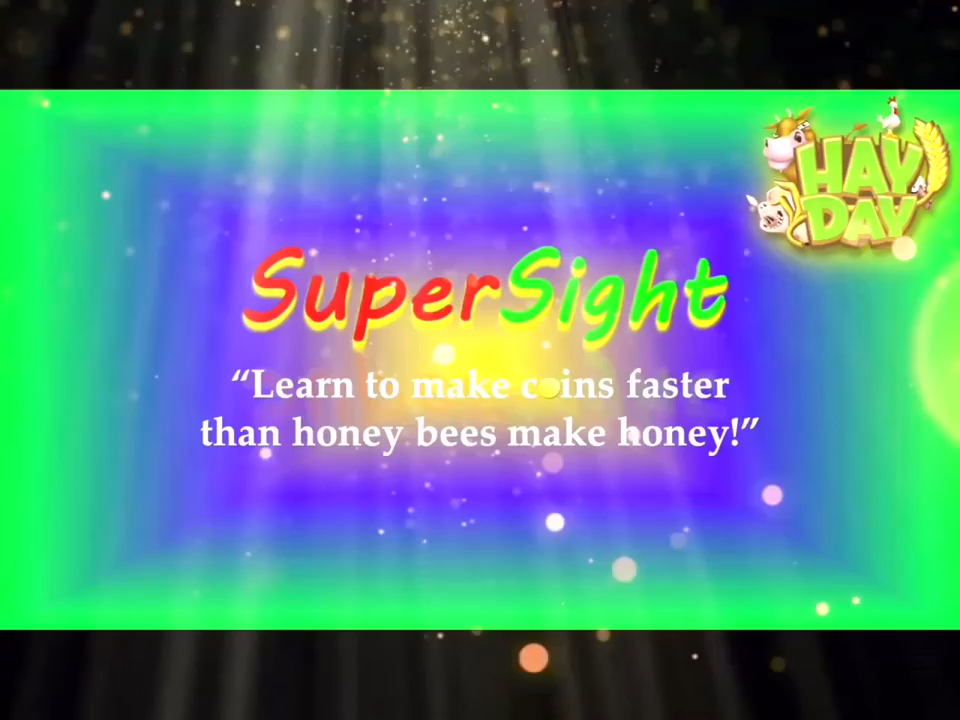 HAY
DAY
SuperSight
“Learn to make coins faster
than honey bees make honey!”